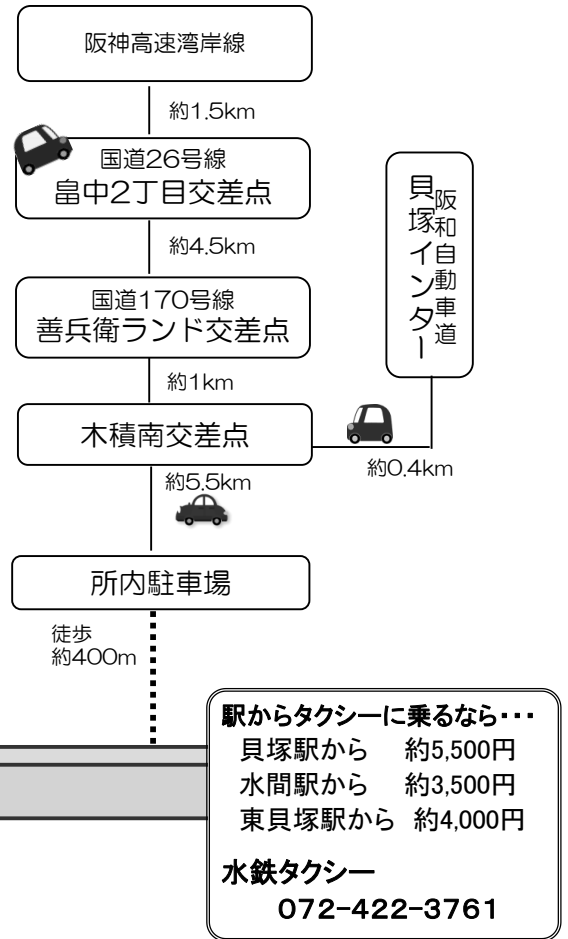 阪神高速湾岸線
約1.5km
国道26号線
畠中2丁目交差点
約4.5km
国道170号線
善兵衛ランド交差点
約1km
木積南交差点
阪和自動車道
貝塚インター
約0.4km
約5.5km
所内駐車場
徒歩
約400m
駅からタクシーに乗るなら・・・
貝塚駅から 約5,500円
水間駅から 約3,500円
東貝塚駅から 約4,000円
水鉄タクシー
072-422-3761